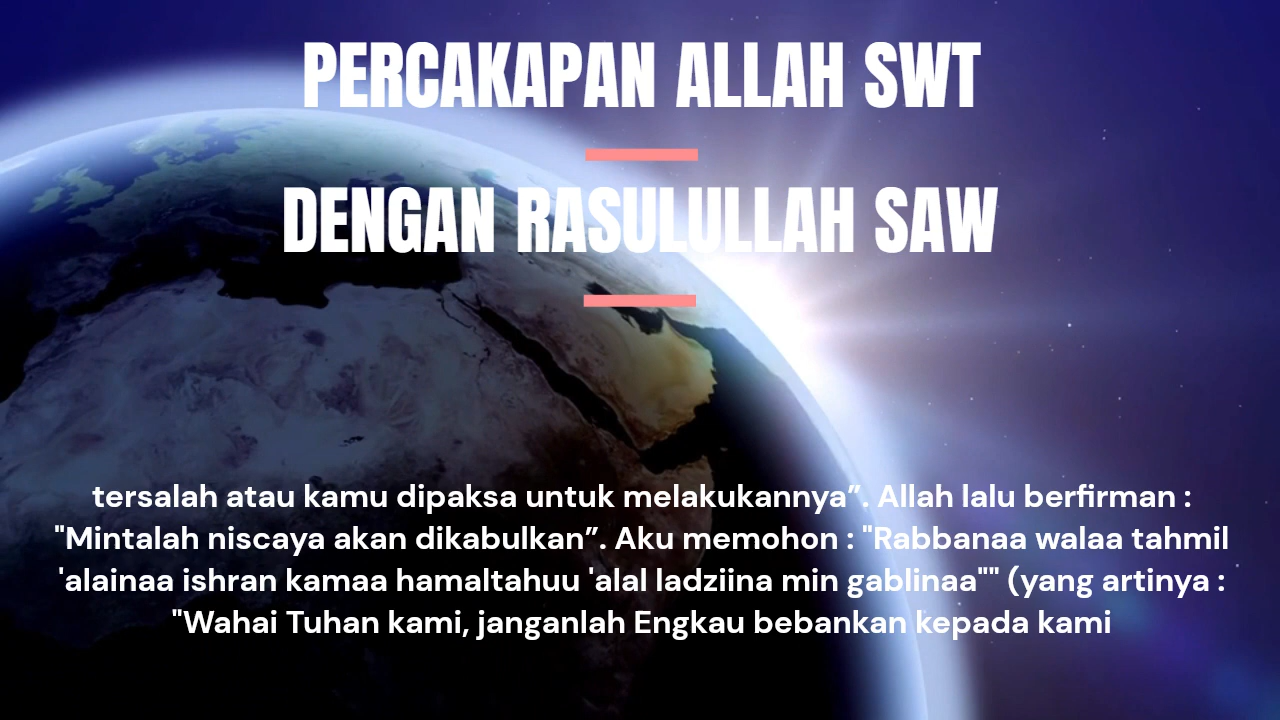 PERCAKAPAN ALLAH SWT
DENGAN RASULULLAH SAW
tersalah atau kamu dipaksa untuk melakukannya”. Allah lalu berfirman :
"Mintalah niscaya akan dikabulkan”. Aku memohon : "Rabbanaa walaa tahmil
'alainaa ishran kamaa hamaltahuu 'alal ladziina min gablinaa"" (yang artinya :
"Wahai Tuhan kami, janganlah Engkau bebankan kepada kami